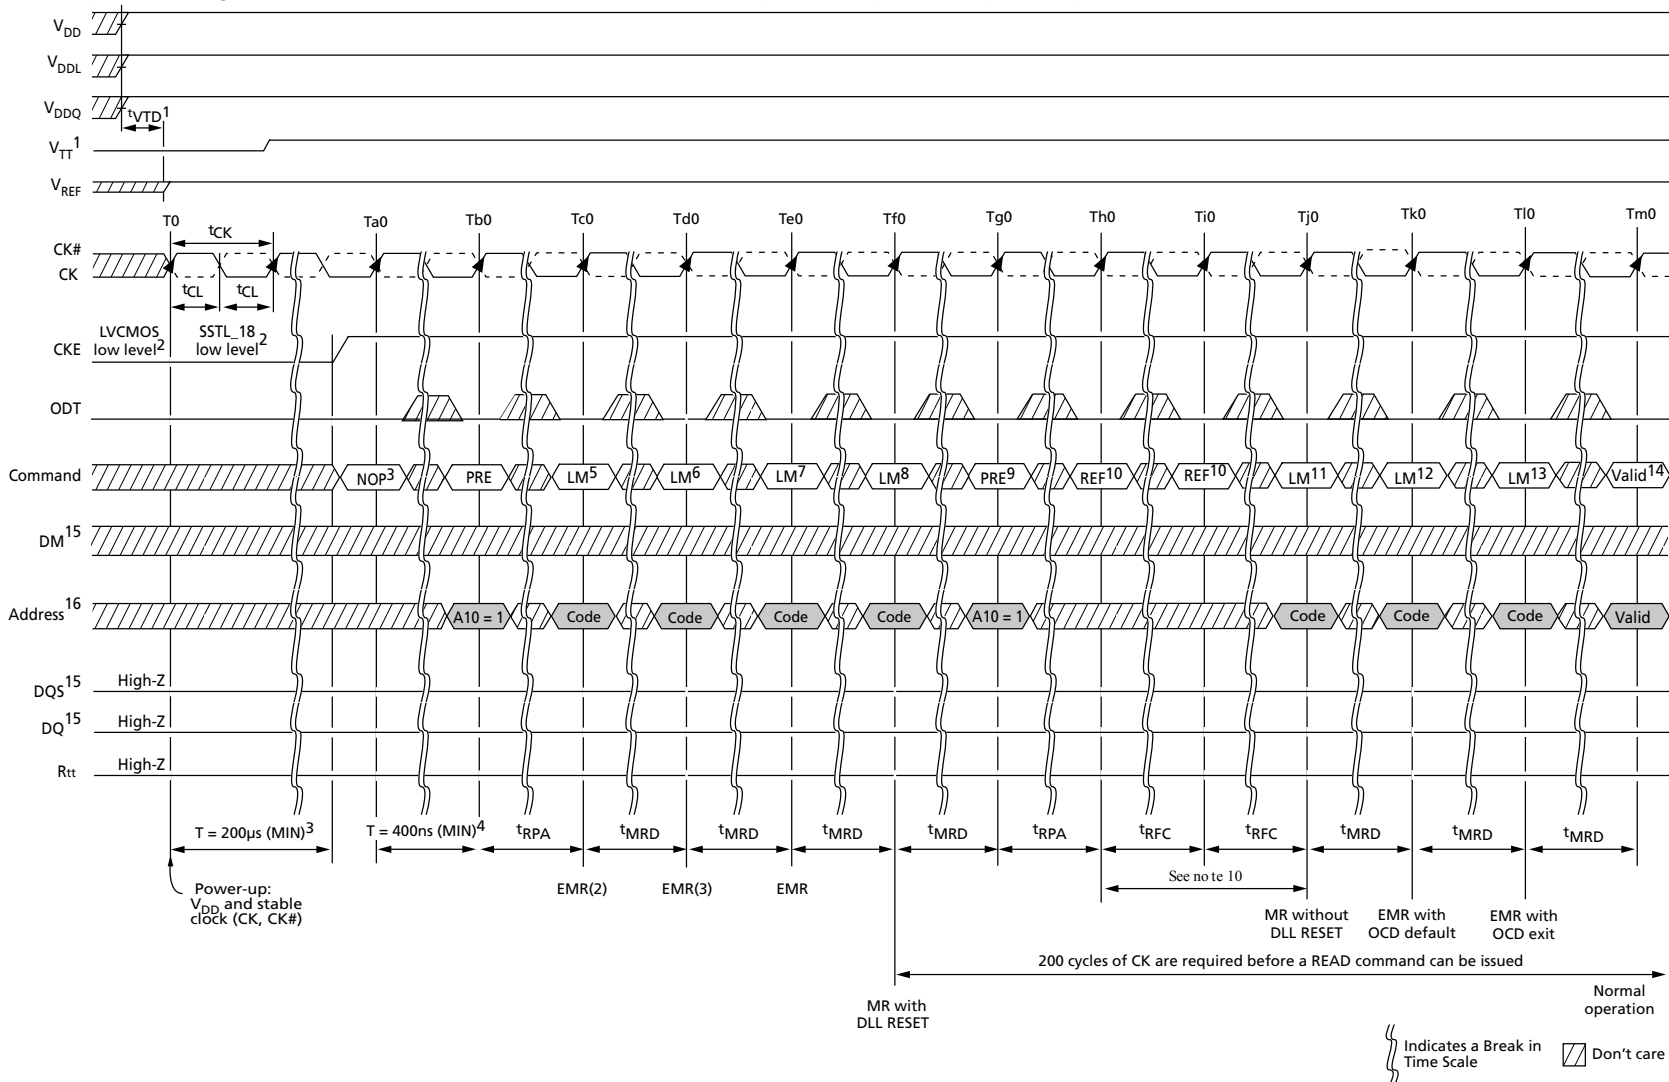 VDD
VDDL
VDDQ
tVTD1
VTT1
VREF
T0 Ta0 Tb0 Tc0 Td0 Te0 Tf0 Tg0 Th0 Ti0 Tj0 Tk0 Tl0 Tm0
tCK
CK#
CK
tCL tCL
LVCMOS low level2
SSTL_18 low level2
CKE
ODT
Command NOP3 PRE LM5 LM6 LM7 LM8 PRE9 REF10 REF10 LM11 LM12 LM13 Valid14
DM15
Address16 A10 = 1 Code Code Code Code A10 = 1 Code Code Code Valid
DQS15 High-Z
DQ15 High-Z
Rtt High-Z
T = 200µs (MIN)3 T = 400ns (MIN)4 tRPA tMRD tMRD tMRD tMRD tRPA tRFC tRFC tMRD tMRD tMRD
Power-up:
VDD and stable
clock (CK, CK#)
EMR(2) EMR(3) EMR
See no te 10
MR without
DLL RESET
EMR with
OCD default
EMR with
OCD exit
200 cycles of CK are required before a READ command can be issued
MR with
DLL RESET
Normal
operation
Indicates a Break in
Time Scale
Don't care